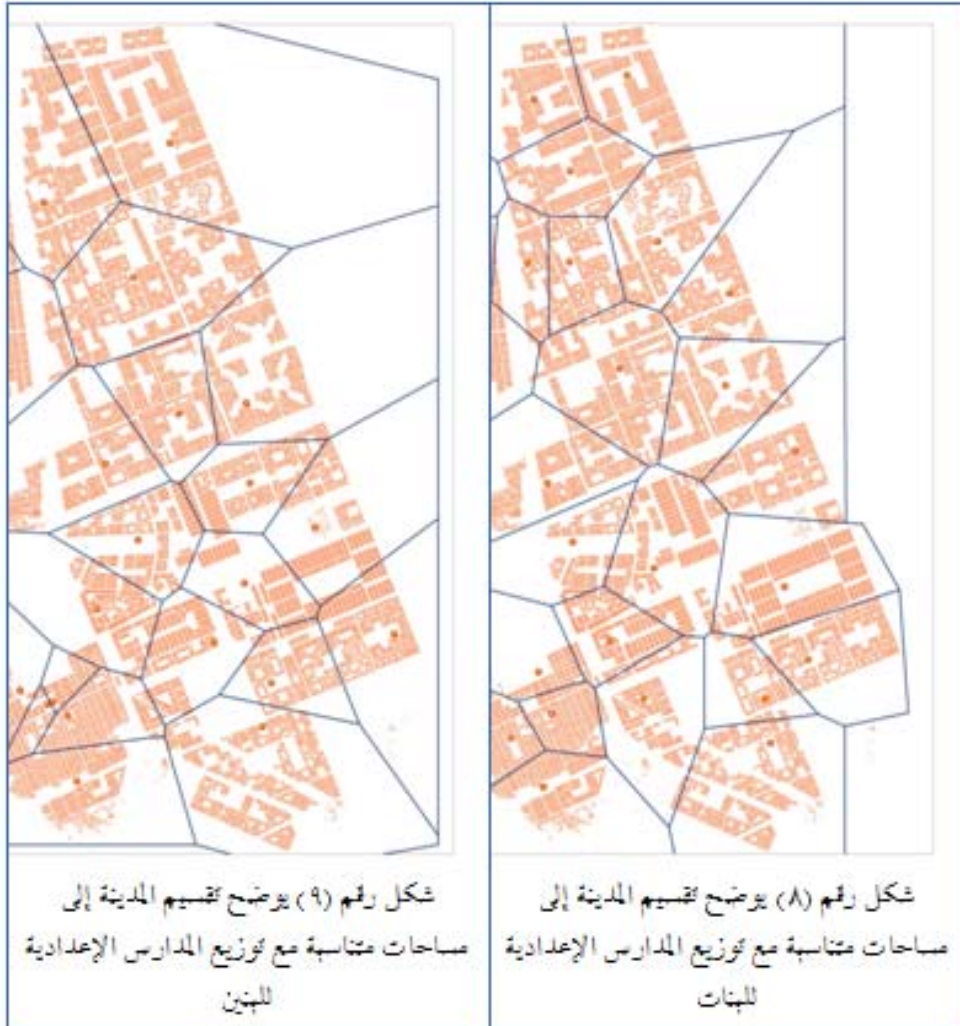 شكل رقم (٨) يوضح تقسيم المدينة إلى
مساحات متناسبة مع توزيع المدارس الإعدادية
للبنات
شكل رقم (٩) يوضح تقسيم المدينة إلى
مساحات متناسبة مع توزيع المدارس الإعدادية
للبنين